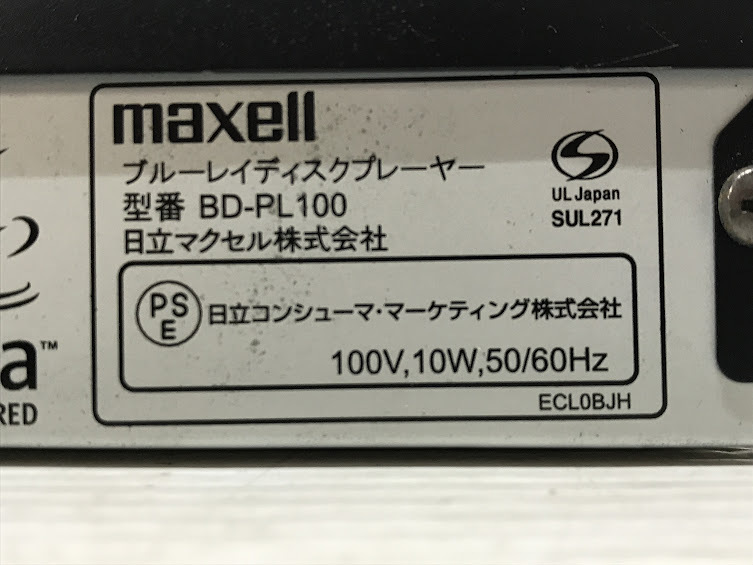 maxell
ブルーレイディスクプレーヤー
型番 BD-PL100
日立マクセル株式会社
UL Japan
SUL271
PS
E
日立コンシューマ・マーケティング株式会社
100V,10W,50/60Hz
ECL0BJH
a™
RED